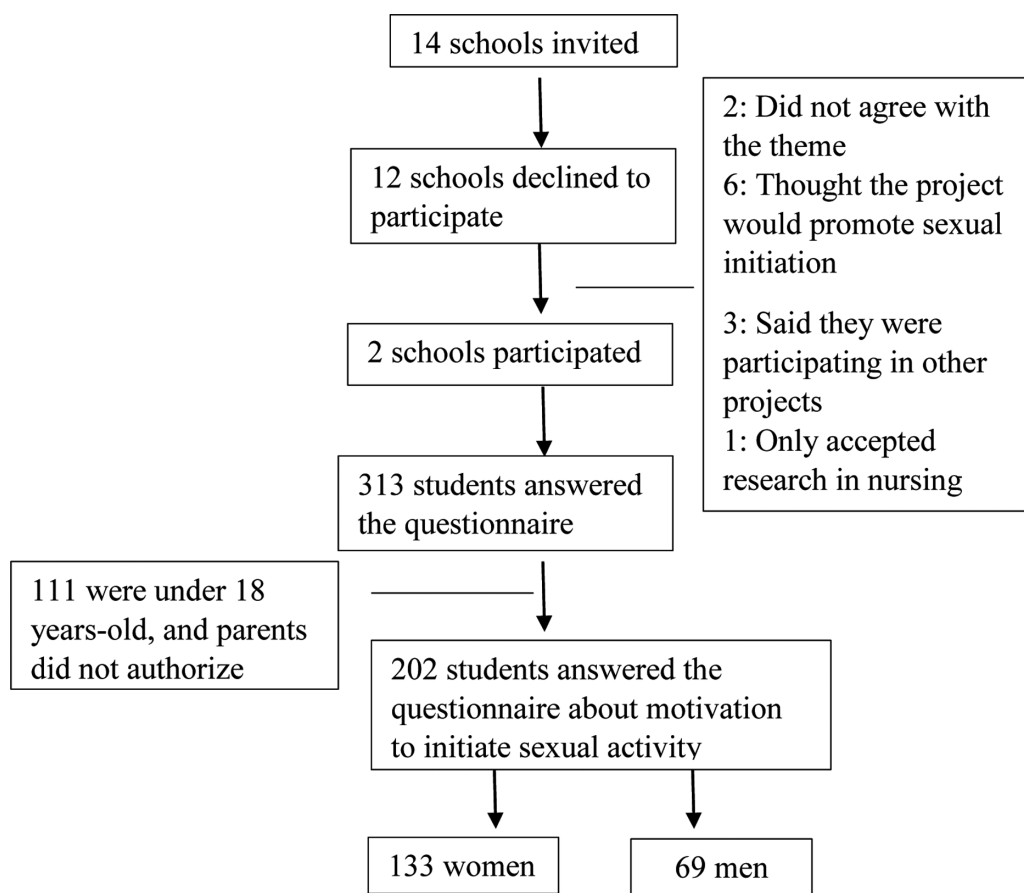 14 schools invited
12 schools declined to
participate
2: Did not agree with
the theme
6: Thought the project
would promote sexual
initiation
3: Said they were
participating in other
projects
1: Only accepted
research in nursing
2 schools participated
313 students answered
the questionnaire
111 were under 18
years-old, and parents
did not authorize
202 students answered the
questionnaire about motivation
to initiate sexual activity
133 women
69 men